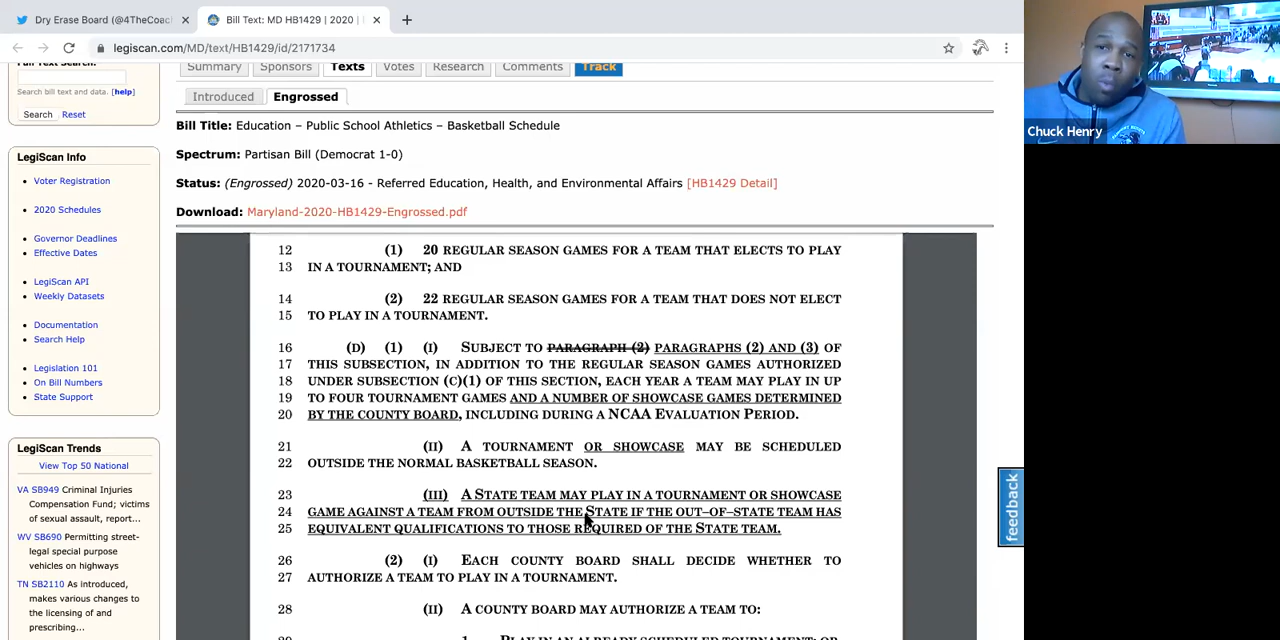 Dry Erase Board (@4TheCoac
Bill Text: MD HB1429 | 2020 |
legiscan.com/MD/text/HB1429/id/2171734
Full Text Search:
Search bill text and data. [help]
Search Reset
LegiScan Info
Voter Registration
2020 Schedules
Governor Deadlines
Effective Dates
LegiScan API
Weekly Datasets
Documentation
Search Help
Legislation 101
On Bill Numbers
State Support
LegiScan Trends
View Top 50 National
VA SB949 Criminal Injuries
Compensation Fund; victims
of sexual assault, report...
WV SB690 Permitting street-
legal special purpose
vehicles on highways
TN SB2110 As introduced,
makes various changes to
the licensing of and
prescribing...
Summary Sponsors Texts Votes Research Comments Track
Introduced Engrossed
Bill Title: Education – Public School Athletics – Basketball Schedule
Spectrum: Partisan Bill (Democrat 1-0)
Status: (Engrossed) 2020-03-16 - Referred Education, Health, and Environmental Affairs [HB1429 Detail]
Download: Maryland-2020-HB1429-Engrossed.pdf
12 (1) 20 REGULAR SEASON GAMES FOR A TEAM THAT ELECTS TO PLAY
13 IN A TOURNAMENT; AND
14 (2) 22 REGULAR SEASON GAMES FOR A TEAM THAT DOES NOT ELECT
15 TO PLAY IN A TOURNAMENT.
16 (D) (1) (I) SUBJECT TO PARAGRAPH (2) PARAGRAPHS (2) AND (3) OF
17 THIS SUBSECTION, IN ADDITION TO THE REGULAR SEASON GAMES AUTHORIZED
18 UNDER SUBSECTION (C)(1) OF THIS SECTION, EACH YEAR A TEAM MAY PLAY IN UP
19 TO FOUR TOURNAMENT GAMES AND A NUMBER OF SHOWCASE GAMES DETERMINED
20 BY THE COUNTY BOARD, INCLUDING DURING A NCAA EVALUATION PERIOD.
21 (II) A TOURNAMENT OR SHOWCASE MAY BE SCHEDULED
22 OUTSIDE THE NORMAL BASKETBALL SEASON.
23 (III) A STATE TEAM MAY PLAY IN A TOURNAMENT OR SHOWCASE
24 GAME AGAINST A TEAM FROM OUTSIDE THE STATE IF THE OUT–OF–STATE TEAM HAS
25 EQUIVALENT QUALIFICATIONS TO THOSE REQUIRED OF THE STATE TEAM.
26 (2) (I) EACH COUNTY BOARD SHALL DECIDE WHETHER TO
27 AUTHORIZE A TEAM TO PLAY IN A TOURNAMENT.
28 (II) A COUNTY BOARD MAY AUTHORIZE A TEAM TO:
29 1. PLAY IN AN ALREADY SCHEDULED TOURNAMENT; OR
feedback
Chuck Henry